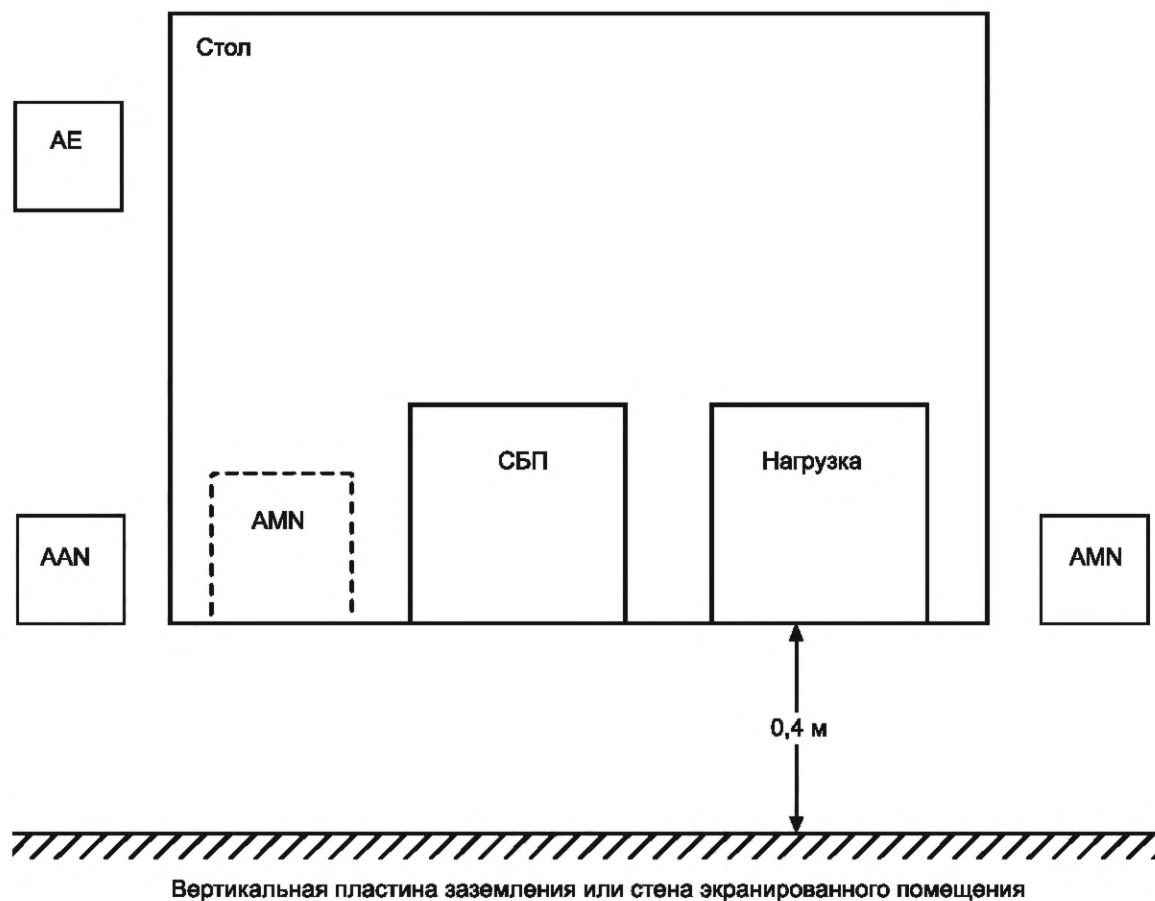 Стол
AE
СБП
Нагрузка
AMN
AAN
AMN
0,4 м
Вертикальная пластина заземления или стена экранированного помещения